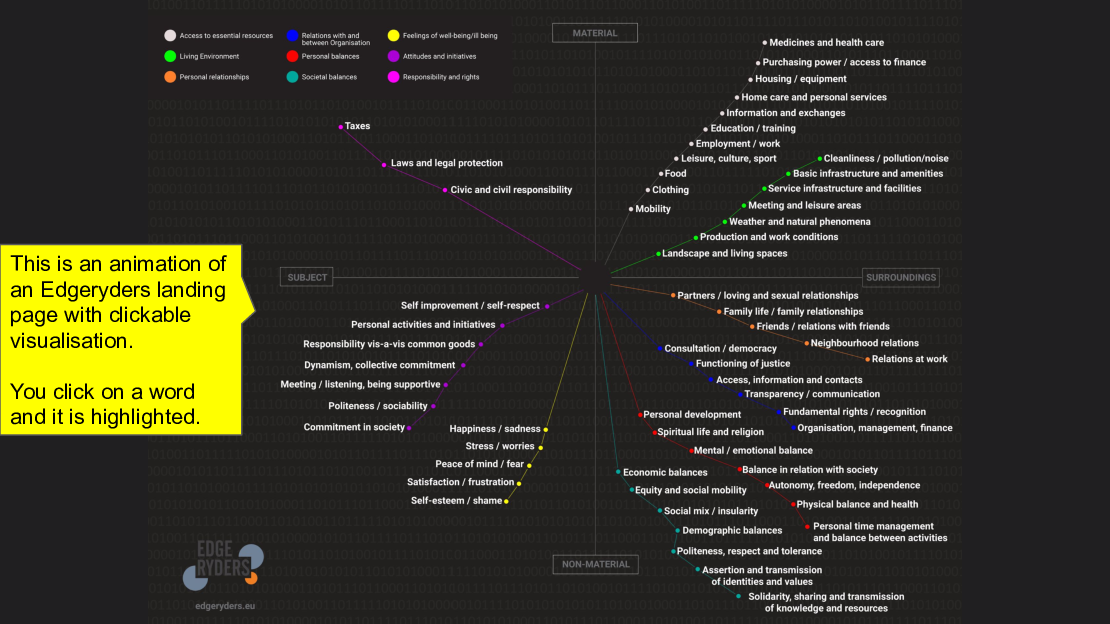 Access to essential resources
Living Environment
Personal relationships
Relations with and
between Organisation
Personal balances
Societal balances
Feelings of well-being/ill being
Attitudes and initiatives
Responsibility and rights
MATERIAL
Medicines and health care
Purchasing power / access to finance
Housing / equipment
Home care and personal services
Information and exchanges
Education / training
Employment / work
Leisure, culture, sport
Food
Clothing
Mobility
Cleanliness / pollution/noise
Basic infrastructure and amenities
Service infrastructure and facilities
Meeting and leisure areas
Weather and natural phenomena
Production and work conditions
Landscape and living spaces
Taxes
Laws and legal protection
Civic and civil responsibility
This is an animation of
an Edgeryders landing
page with clickable
visualisation.
You click on a word
and it is highlighted.
SUBJECT
SURROUNDINGS
Self improvement / self-respect
Personal activities and initiatives
Responsibility vis-a-vis common goods
Dynamism, collective commitment
Meeting / listening, being supportive
Politeness / sociability
Commitment in society
Happiness / sadness
Stress / worries
Peace of mind / fear
Satisfaction / frustration
Self-esteem / shame
Partners / loving and sexual relationships
Family life / family relationships
Friends / relations with friends
Neighbourhood relations
Relations at work
Consultation / democracy
Functioning of justice
Access, information and contacts
Transparency / communication
Fundamental rights / recognition
Organisation, management, finance
Personal development
Spiritual life and religion
Mental / emotional balance
Balance in relation with society
Autonomy, freedom, independence
Physical balance and health
Personal time management
and balance between activities
Economic balances
Equity and social mobility
Social mix / insularity
Demographic balances
Politeness, respect and tolerance
Assertion and transmission
of identities and values
Solidarity, sharing and transmission
of knowledge and resources
NON-MATERIAL
EDGE
RYDERS
edgeryders.eu